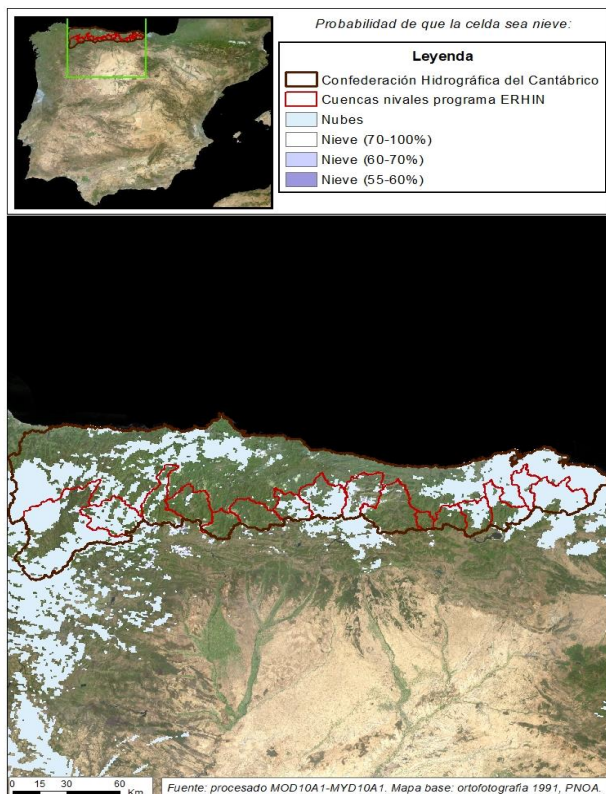 Probabilidad de que la celda sea nieve:
Leyenda
Confederación Hidrográfica del Cantábrico
Cuencas nivales programa ERHIN
Nubes
Nieve (70-100%)
Nieve (60-70%)
Nieve (55-60%)
0 15 30 60
Km
Fuente: procesado MOD10A1-MYD10A1. Mapa base: ortofotografía 1991, PNOA.